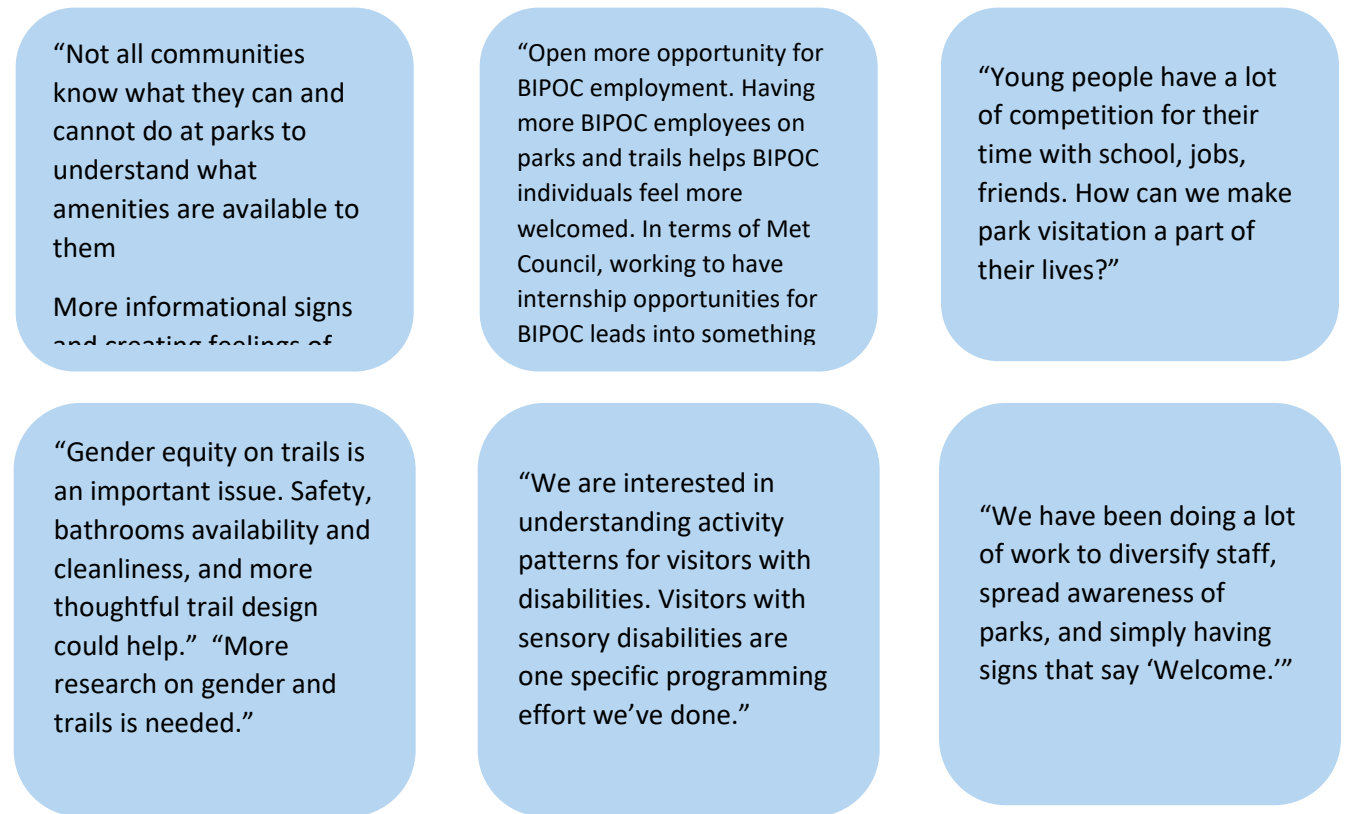 “Not all communities
know what they can and
cannot do at parks to
understand what
amenities are available to
them
More informational signs
and creating feelings of
“Open more opportunity for
BIPOC employment. Having
more BIPOC employees on
parks and trails helps BIPOC
individuals feel more
welcomed. In terms of Met
Council, working to have
internship opportunities for
BIPOC leads into something
“Young people have a lot
of competition for their
time with school, jobs,
friends. How can we make
park visitation a part of
their lives?”
“Gender equity on trails is
an important issue. Safety,
bathrooms availability and
cleanliness, and more
thoughtful trail design
could help.”  “More
research on gender and
trails is needed.”
“We are interested in
understanding activity
patterns for visitors with
disabilities. Visitors with
sensory disabilities are
one specific programming
effort we’ve done.”
“We have been doing a lot
of work to diversify staff,
spread awareness of
parks, and simply having
signs that say ‘Welcome.’”